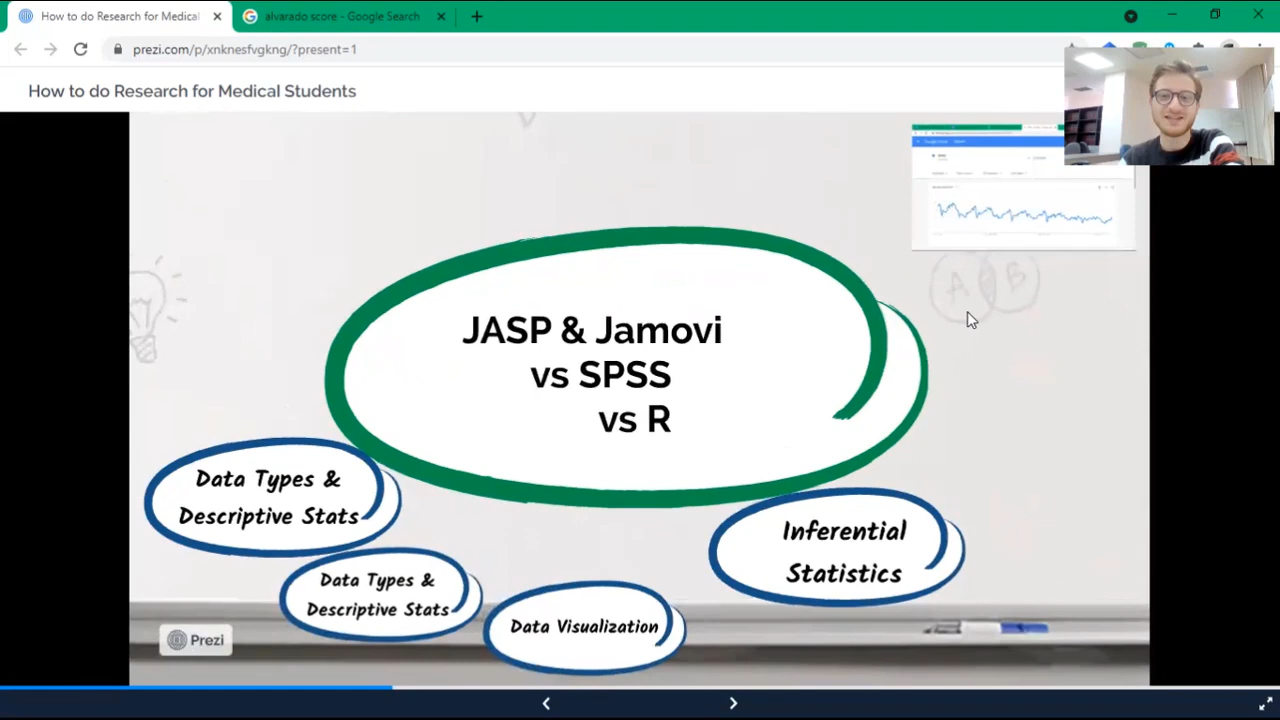 How to do Research for Medical
alvarado score - Google Search
prezi.com/p/xnknesfvgkng/?present=1
How to do Research for Medical Students
A B
JASP & Jamovi
vs SPSS
vs R
Data Types &
Descriptive Stats
Inferential
Statistics
Data Types &
Descriptive Stats
Data Visualization
Prezi